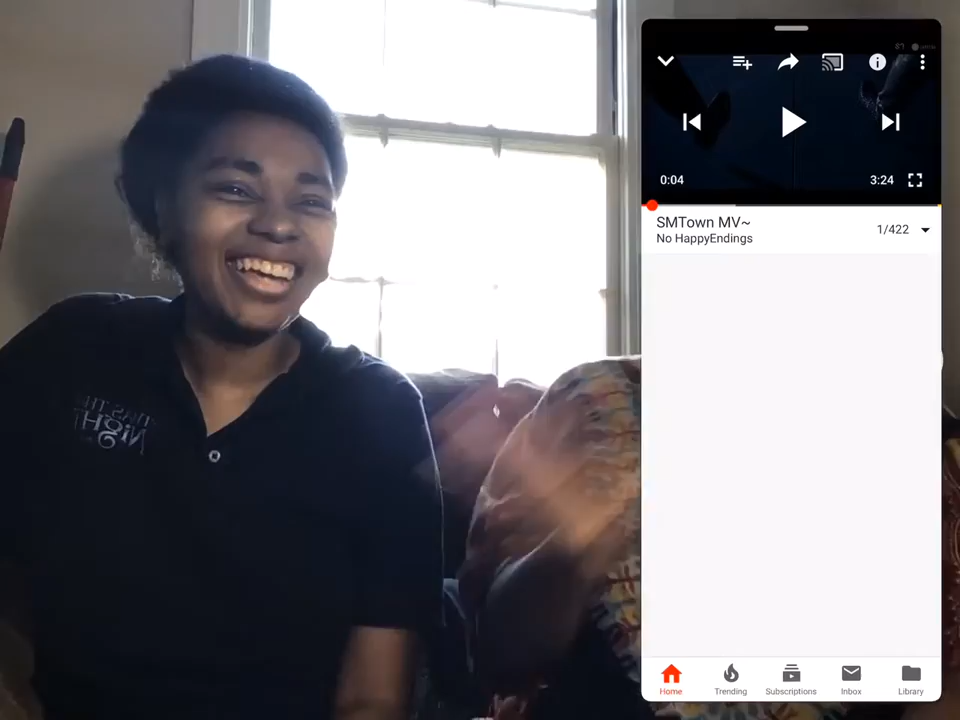 0:04
3:24
SMTown MV~
No HappyEndings
1/422
Home
Trending
Subscriptions
Inbox
Library